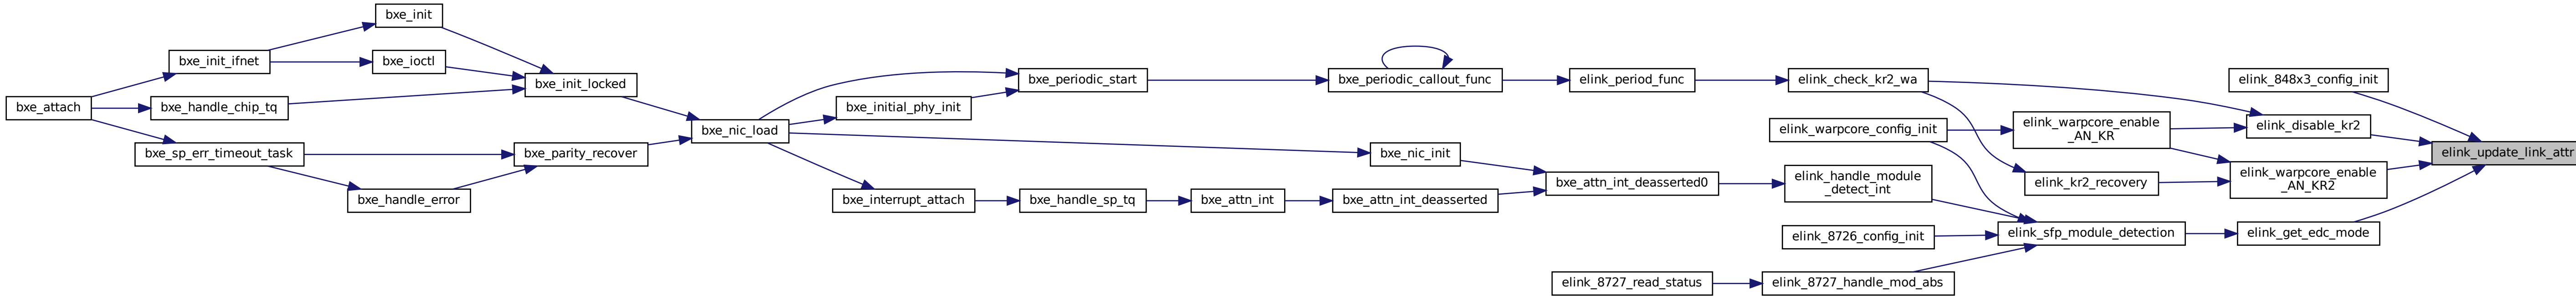 bxe_attach
bxe_init_ifnet
bxe_handle_chip_tq
bxe_sp_err_timeout_task
bxe_init
bxe_ioctl
bxe_handle_error
bxe_init_locked
bxe_parity_recover
bxe_nic_load
bxe_initial_phy_init
bxe_interrupt_attach
bxe_periodic_start
bxe_handle_sp_tq
bxe_attn_int
bxe_periodic_callout_func
bxe_nic_init
bxe_attn_int_deasserted
elink_period_func
bxe_attn_int_deasserted0
elink_8727_read_status
elink_check_kr2_wa
elink_warpcore_config_init
elink_handle_module
_detect_int
elink_8726_config_init
elink_8727_handle_mod_abs
elink_warpcore_enable
_AN_KR
elink_kr2_recovery
elink_sfp_module_detection
elink_848x3_config_init
elink_disable_kr2
elink_warpcore_enable
_AN_KR2
elink_get_edc_mode
elink_update_link_attr